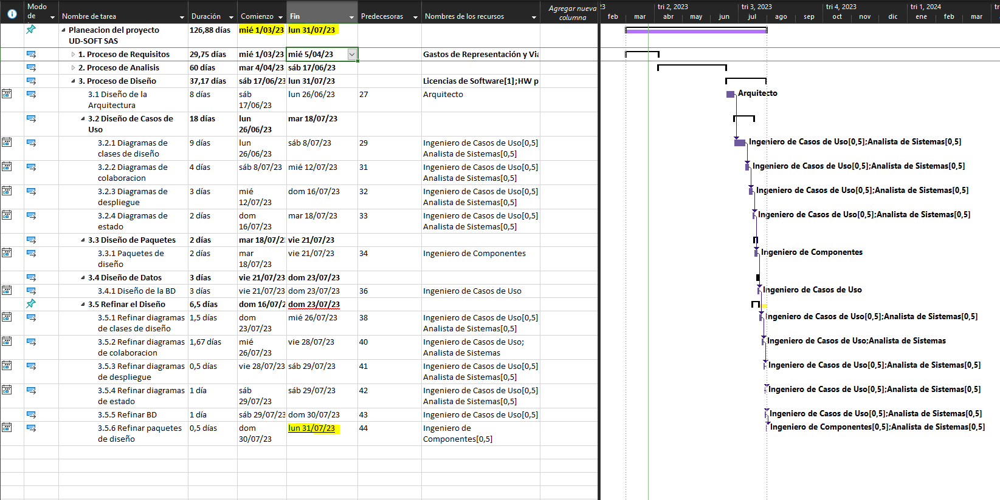 Modo de
Nombre de tarea
Duración
Comienzo
Fin
Predecesoras
Nombres de los recursos
Agregar nueva columna
23
tri 2, 2023
tri 3, 2023
tri 4, 2023
tri 1, 2024
feb mar abr may jun jul ago sep oct nov dic ene feb mar
Planeacion del proyecto UD-SOFT SAS 126,88 días mié 1/03/23 lun 31/07/23
1. Proceso de Requisitos 29,75 días mié 1/03/23 mié 5/04/23 Gastos de Representación y Via
2. Proceso de Analisis 60 días mar 4/04/23 sáb 17/06/23
3. Proceso de Diseño 37,17 días sáb 17/06/23 lun 31/07/23 Licencias de Software[1];HW p
3.1 Diseño de la Arquitectura 8 días sáb 17/06/23 lun 26/06/23 27 Arquitecto
Arquitecto
3.2 Diseño de Casos de Uso 18 días lun 26/06/23 mar 18/07/23
3.2.1 Diagramas de clases de diseño 9 días lun 26/06/23 sáb 8/07/23 29 Ingeniero de Casos de Uso[0,5] Analista de Sistemas[0,5]
Ingeniero de Casos de Uso[0,5];Analista de Sistemas[0,5]
3.2.2 Diagramas de colaboracion 4 días sáb 8/07/23 mié 12/07/23 31 Ingeniero de Casos de Uso[0,5] Analista de Sistemas[0,5]
Ingeniero de Casos de Uso[0,5];Analista de Sistemas[0,5]
3.2.3 Diagramas de despliegue 3 días mié 12/07/23 dom 16/07/23 32 Ingeniero de Casos de Uso[0,5] Analista de Sistemas[0,5]
Ingeniero de Casos de Uso[0,5];Analista de Sistemas[0,5]
3.2.4 Diagramas de estado 2 días dom 16/07/23 mar 18/07/23 33 Ingeniero de Casos de Uso[0,5] Analista de Sistemas[0,5]
Ingeniero de Casos de Uso[0,5];Analista de Sistemas[0,5]
3.3 Diseño de Paquetes 2 días mar 18/07/2 vie 21/07/23
3.3.1 Paquetes de diseño 2 días mar 18/07/23 vie 21/07/23 34 Ingeniero de Componentes
Ingeniero de Componentes
3.4 Diseño de Datos 3 días vie 21/07/23 dom 23/07/23
3.4.1 Diseño de la BD 3 días vie 21/07/23 dom 23/07/23 36 Ingeniero de Casos de Uso
Ingeniero de Casos de Uso
3.5 Refinar el Diseño 6,5 días dom 16/07/2 dom 23/07/23
3.5.1 Refinar diagramas de clases de diseño 1,5 días dom 23/07/23 mié 26/07/23 38 Ingeniero de Casos de Uso[0,5] Analista de Sistemas[0,5]
Ingeniero de Casos de Uso[0,5];Analista de Sistemas[0,5]
3.5.2 Refinar diagramas de colaboracion 1,67 días mié 26/07/23 vie 28/07/23 40 Ingeniero de Casos de Uso; Analista de Sistemas
Ingeniero de Casos de Uso;Analista de Sistemas
3.5.3 Refinar diagramas de despliegue 0,5 días vie 28/07/23 sáb 29/07/23 41 Ingeniero de Casos de Uso[0,5] Analista de Sistemas[0,5]
Ingeniero de Casos de Uso[0,5];Analista de Sistemas[0,5]
3.5.4 Refinar diagramas de estado 1 día sáb 29/07/23 sáb 29/07/23 42 Ingeniero de Casos de Uso[0,5] Analista de Sistemas[0,5]
Ingeniero de Casos de Uso[0,5];Analista de Sistemas[0,5]
3.5.5 Refinar BD 1 día sáb 29/07/23 dom 30/07/23 43 Ingeniero de Casos de Uso[0,5]
Ingeniero de Casos de Uso[0,5];Analista de Sistemas[0,5]
3.5.6 Refinar paquetes de diseño 0,5 días dom 30/07/23 lun 31/07/23 44 Ingeniero de Componentes[0,5]
Ingeniero de Componentes[0,5];Analista de Sistemas[0,5]